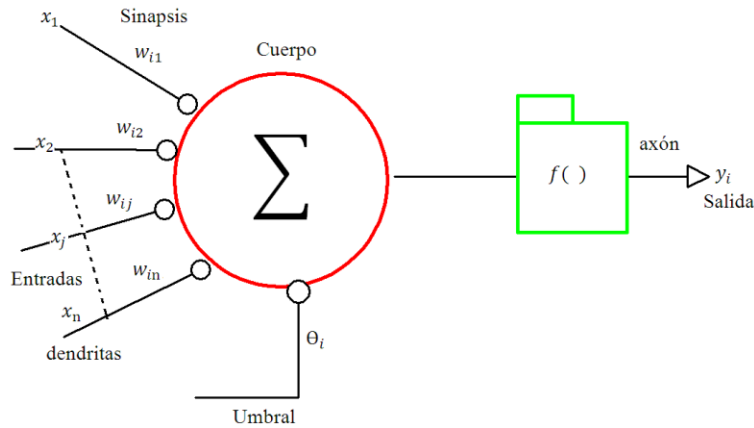 x₁
Sinapsis
wᵢ₁
Cuerpo
x₂
wᵢ₂
∑
f( )
axón
yᵢ
Salida
xⱼ
wᵢⱼ
Entradas
wᵢₙ
xₙ
dendritas
Θᵢ
Umbral